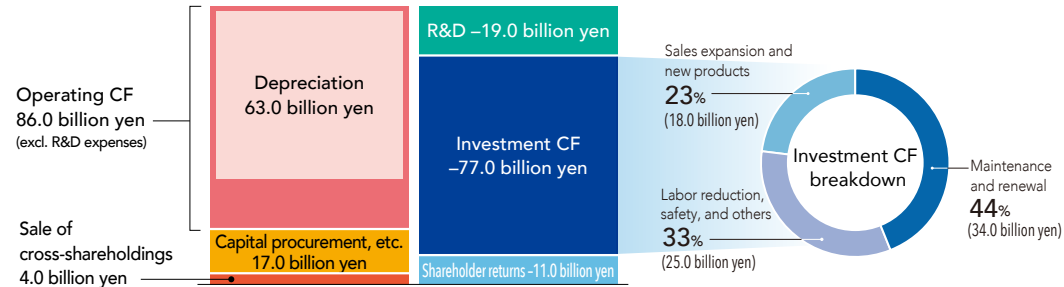 Operating CF
86.0 billion yen
(excl. R&D expenses)
Sale of
cross-shareholdings
4.0 billion yen
Depreciation
63.0 billion yen
Capital procurement, etc.
17.0 billion yen
R&D –19.0 billion yen
Investment CF
–77.0 billion yen
Shareholder returns –11.0 billion yen
Sales expansion and
new products
23%
(18.0 billion yen)
Labor reduction,
safety, and others
33%
(25.0 billion yen)
Investment CF
breakdown
Maintenance
and renewal
44%
(34.0 billion yen)